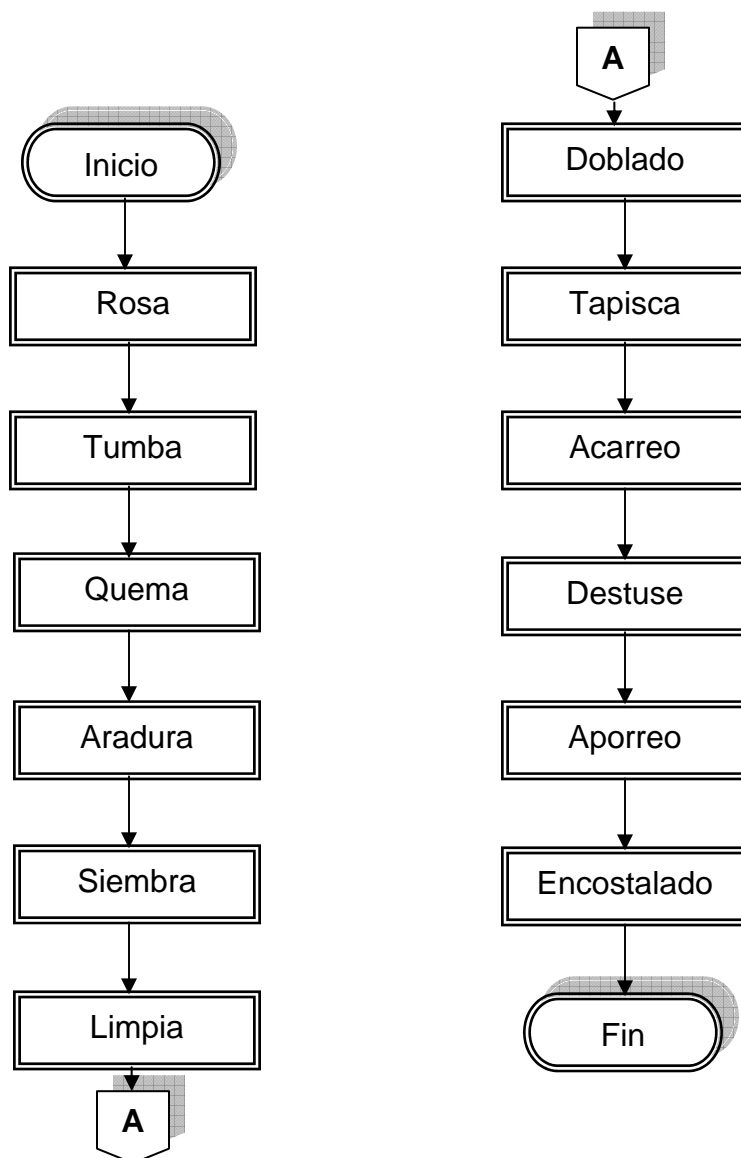 Inicio
Rosa
Tumba
Quema
Aradura
Siembra
Limpia
A
A
Doblado
Tapisca
Acarreo
Destuse
Aporreo
Encostalado
Fin